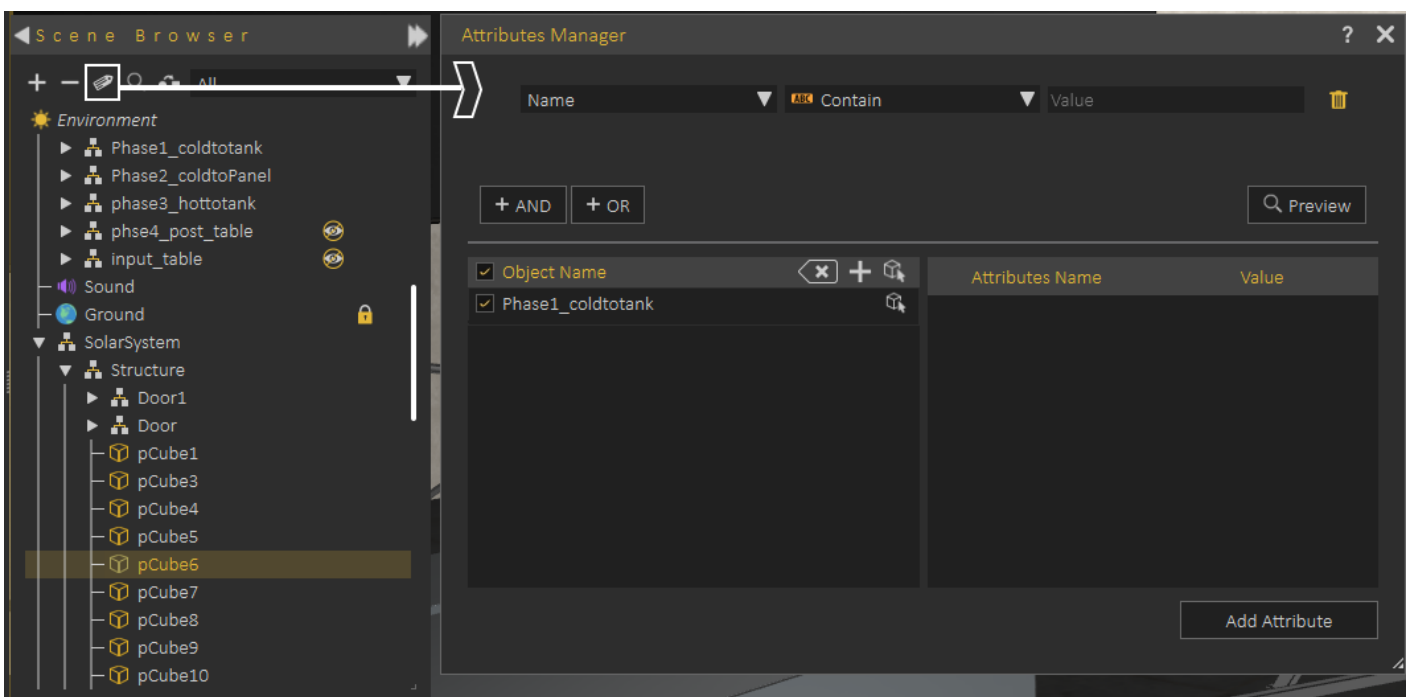 Scene Browser
All
Environment
Phase1_coldtotank
Phase2_coldtoPanel
phase3_hottotank
phse4_post_table
input_table
Sound
Ground
SolarSystem
Structure
Door1
Door
pCube1
pCube3
pCube4
pCube5
pCube6
pCube7
pCube8
pCube9
pCube10
Attributes Manager ?
Name ABC Contain Value
+ AND + OR Preview
Object Name
Phase1_coldtotank
Attributes Name Value
Add Attribute